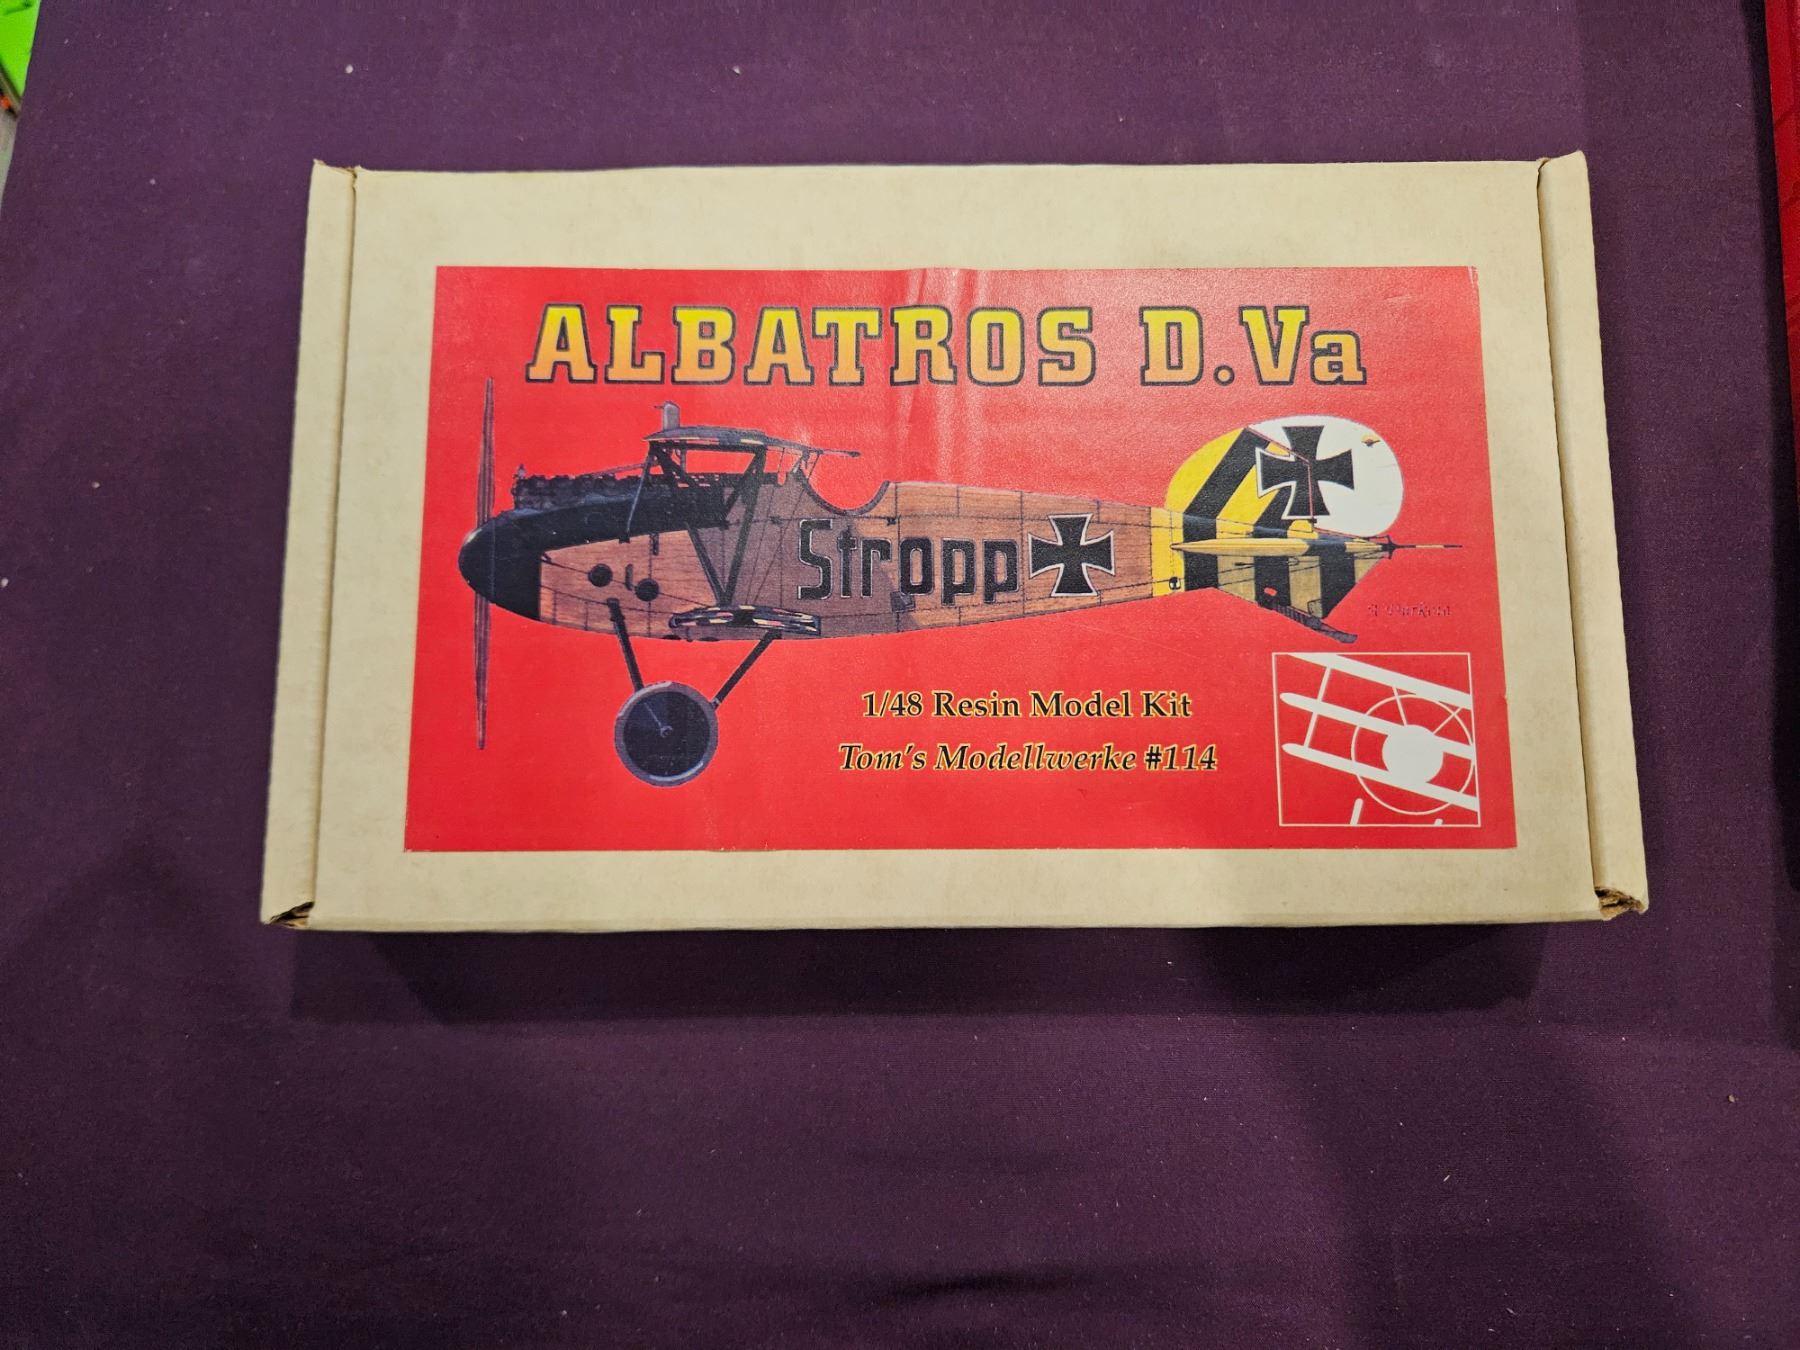 ALBATROS D.Va
Stropp
1/48 Resin Model Kit
Tom's Modellwerke #114